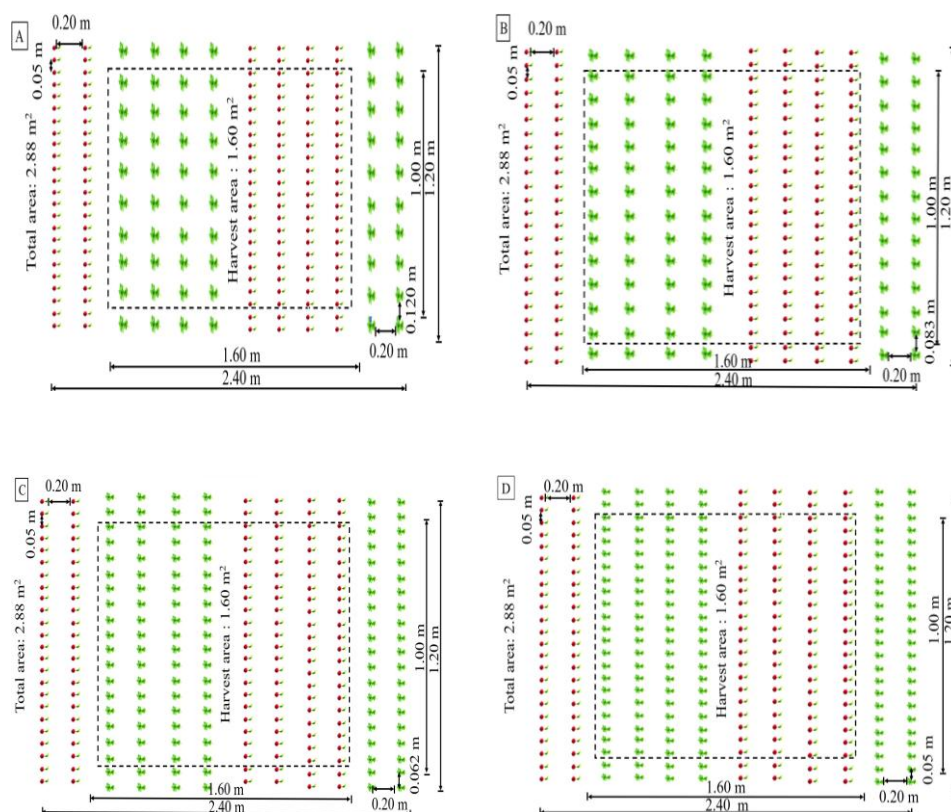 A
0.20 m
0.05 m
Total area: 2.88 m²
Harvest area : 1.60 m²
1.00 m
1.20 m
0.120 m
0.20 m
1.60 m
2.40 m
B
0.20 m
0.05 m
Total area: 2.88 m²
Harvest area : 1.60 m²
1.00 m
1.20 m
0.083 m
0.20 m
1.60 m
2.40 m
C
0.20 m
0.05 m
Total area: 2.88 m²
Harvest area : 1.60 m²
1.00 m
1.20 m
0.062 m
0.20 m
1.60 m
2.40 m
D
0.20 m
0.05 m
Total area: 2.88 m²
Harvest area : 1.60 m²
1.00 m
1.20 m
0.05 m
0.20 m
1.60 m
2.40 m